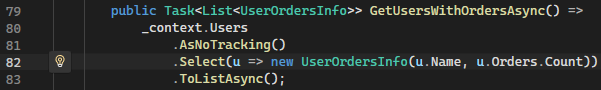 79 public Task<List<UserOrdersInfo>> GetUsersWithOrdersAsync() =>
80 _context.Users
81 .AsNoTracking()
82 .Select(u => new UserOrdersInfo(u.Name, u.Orders.Count))
83 .ToListAsync();